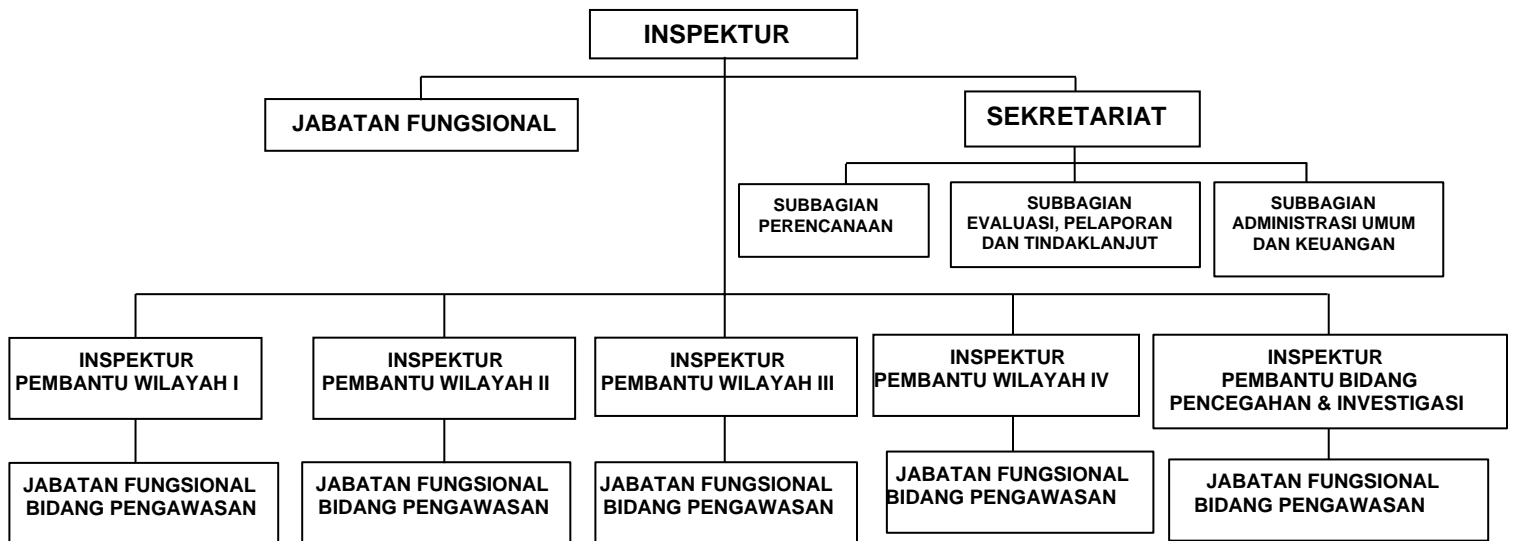 INSPEKTUR
JABATAN FUNGSIONAL
SEKRETARIAT
SUBBAGIAN
PERENCANAAN
SUBBAGIAN
EVALUASI, PELAPORAN
DAN TINDAKLANJUT
SUBBAGIAN
ADMINISTRASI UMUM
DAN KEUANGAN
INSPEKTUR
PEMBANTU WILAYAH I
INSPEKTUR
PEMBANTU WILAYAH II
INSPEKTUR
PEMBANTU WILAYAH III
INSPEKTUR
PEMBANTU WILAYAH IV
INSPEKTUR
PEMBANTU BIDANG
PENCEGAHAN & INVESTIGASI
JABATAN FUNGSIONAL
BIDANG PENGAWASAN
JABATAN FUNGSIONAL
BIDANG PENGAWASAN
JABATAN FUNGSIONAL
BIDANG PENGAWASAN
JABATAN FUNGSIONAL
BIDANG PENGAWASAN
JABATAN FUNGSIONAL
BIDANG PENGAWASAN